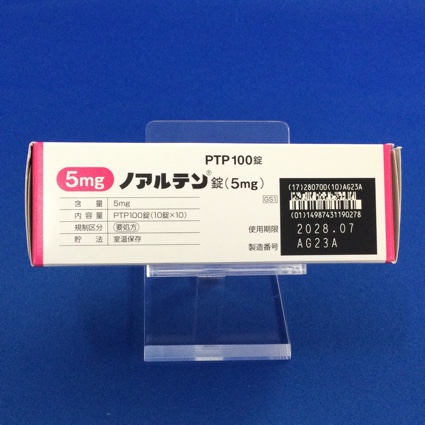 PTP100錠
5mg ノアルテン®錠(5mg)
GS1
含 量 5mg
内 容 量 PTP100錠(10錠×10)
規制区分 要処方
貯 法 室温保存
(17)280700(10)AG23A
(01)14987431190278
使用期限 2028.07
製造番号 AG23A